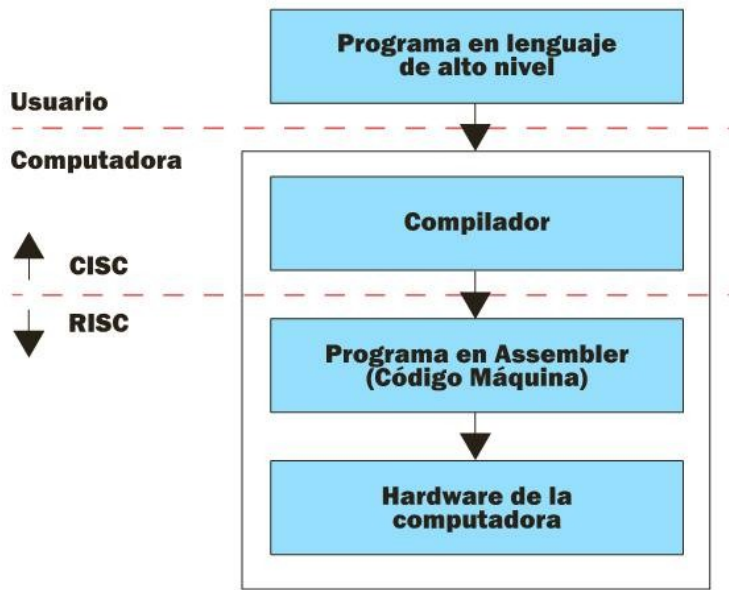 Programa en lenguaje
de alto nivel
Usuario
Computadora
Compilador
CISC
RISC
Programa en Assembler
(Código Máquina)
Hardware de la
computadora